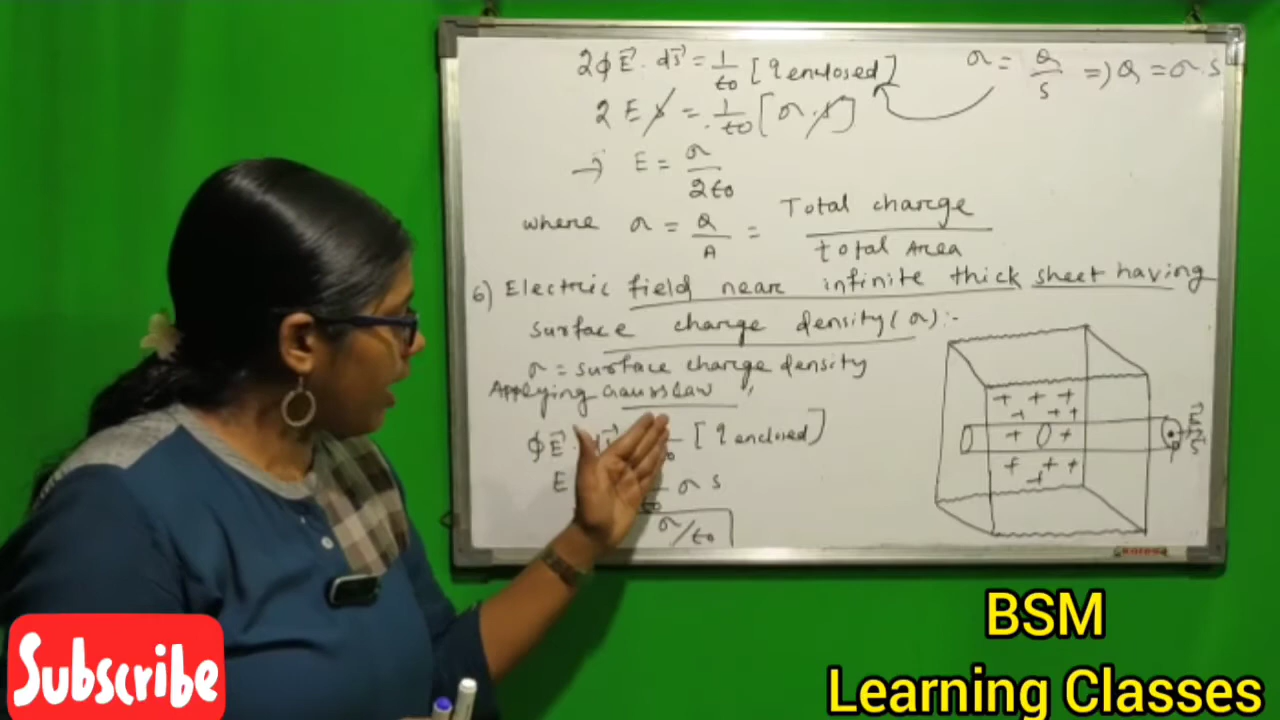 2∮E⃗. ds⃗ = 1/ε0 [q enclosed] σ = Q/S => Q = σ.S
2 E S = 1/ε0 [σ.S]
→ E = σ/2ε0
where σ = Q/A = Total charge/total Area
6) Electric field near infinite thick sheet having
surface charge density (σ):-
σ = surface charge density
Applying Gauss Law,
∮E⃗. [q enclosed]
E σ S
σ/ε0
+ + +
+ + +
+ +
+ + +
+
E⃗
S⃗
P
kores
BSM
Learning Classes
Subscribe